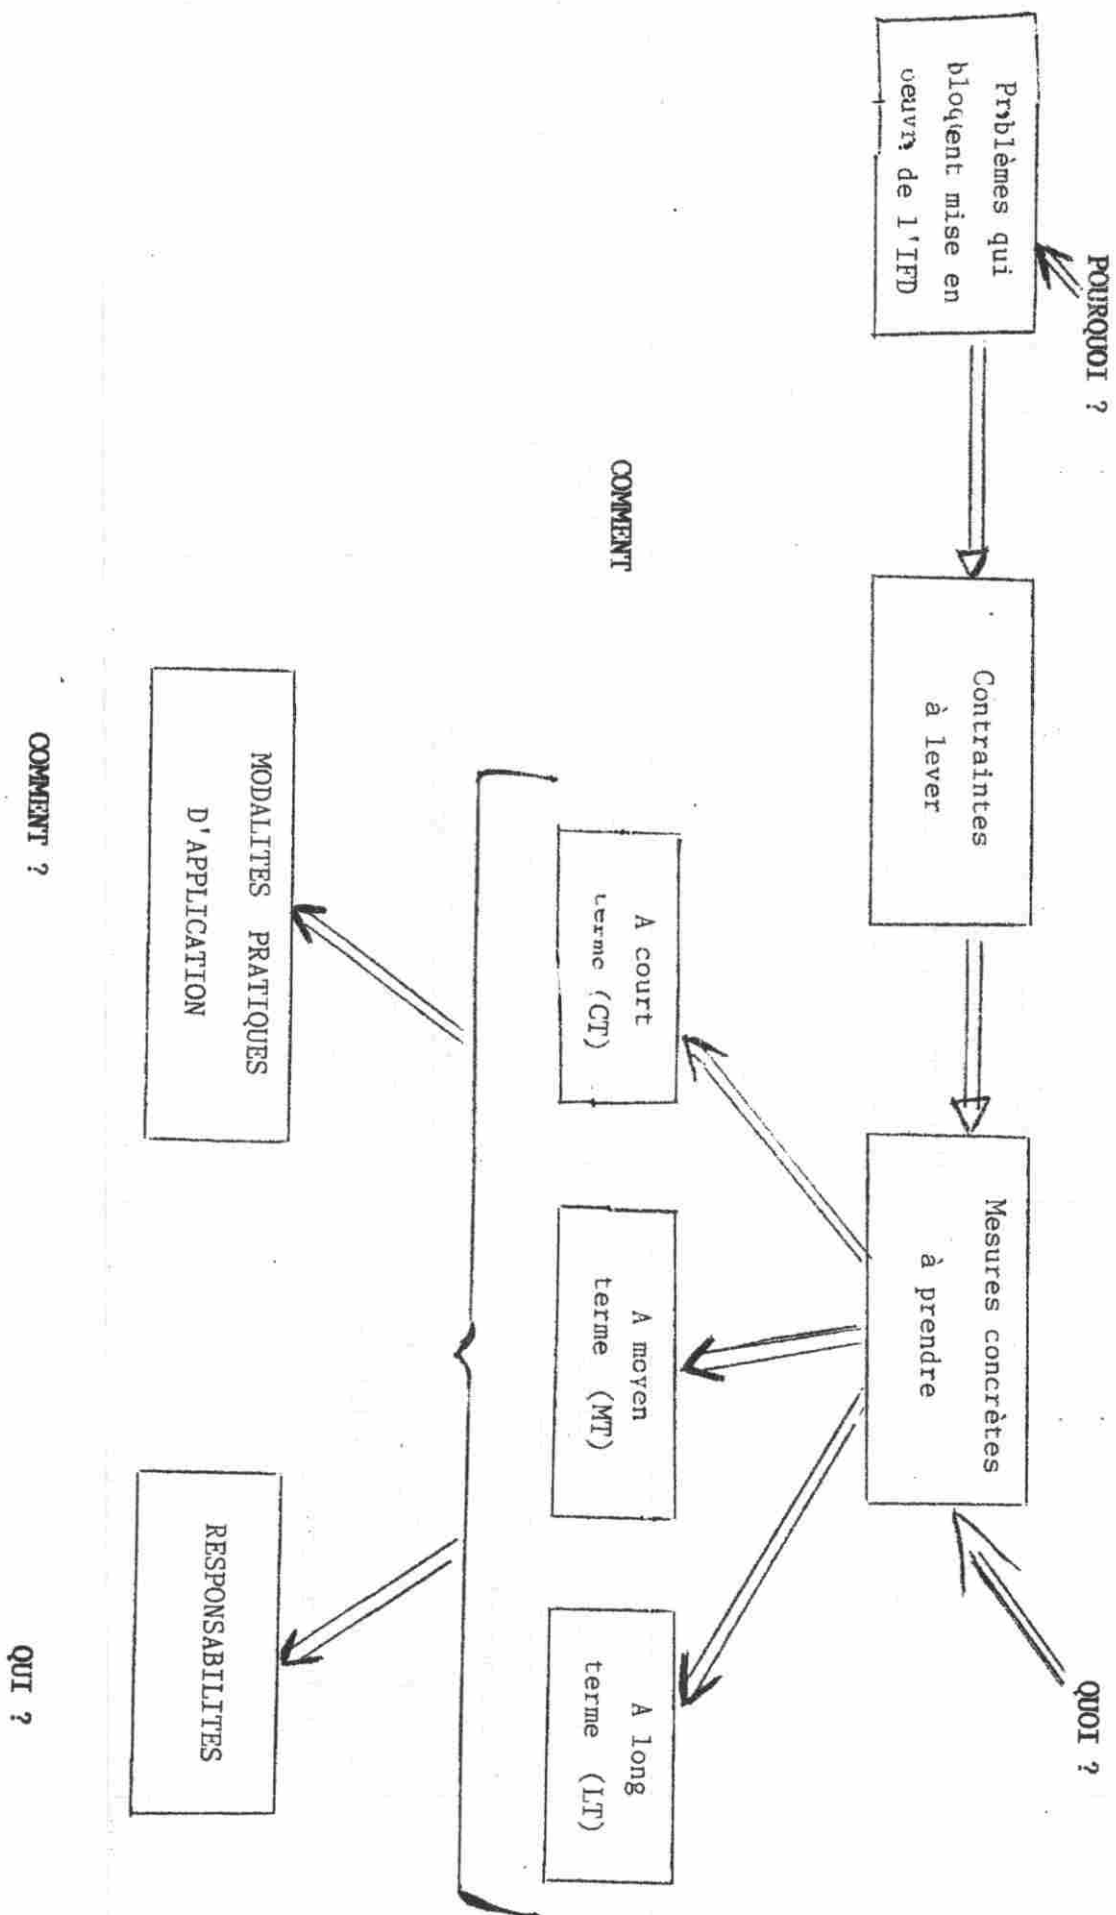 POURQUOI ?
QUOI ?
Problèmes qui
bloquent mise en
oeuvre de l'IFD
Contraintes
à lever
Mesures concrètes
à prendre
COMMENT
A court
terme (CT)
A moyen
terme (MT)
A long
terme (LT)
MODALITES PRATIQUES
D'APPLICATION
RESPONSABILITES
COMMENT ?
QUI ?